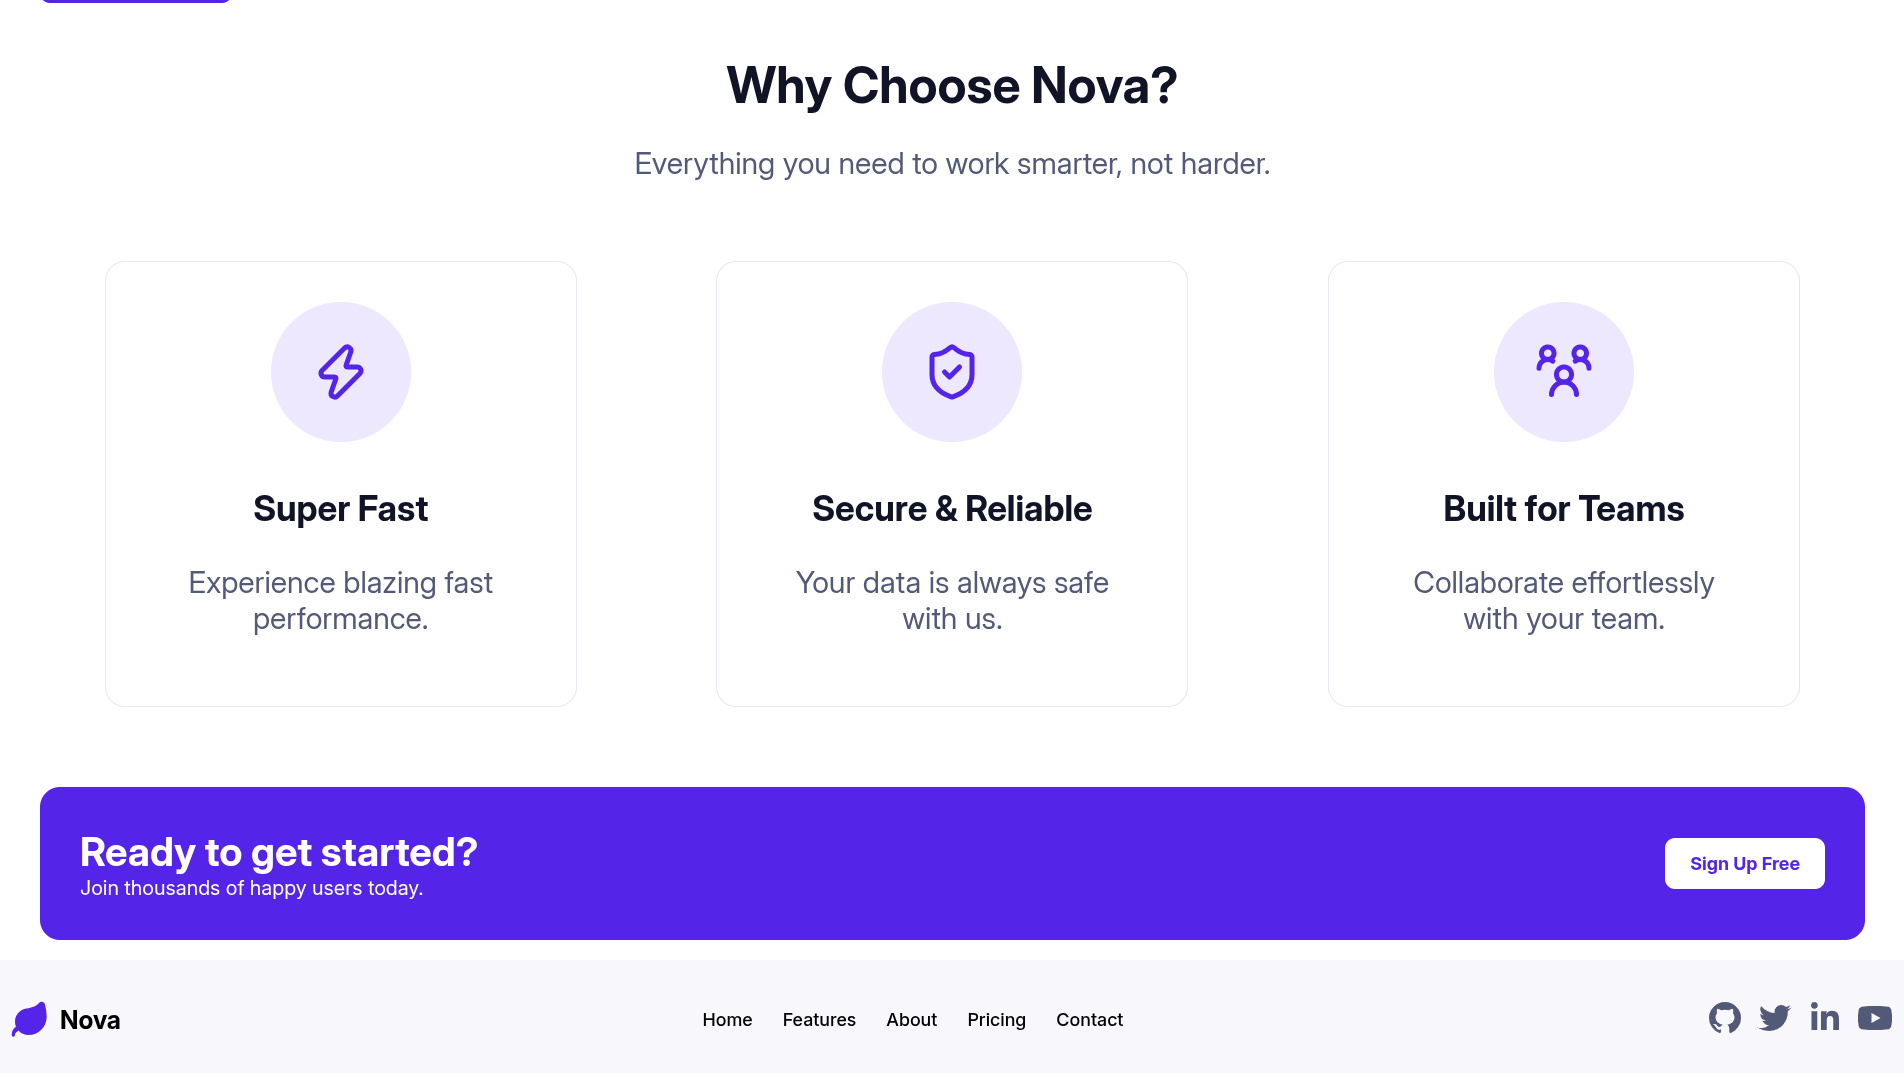 Why Choose Nova?
Everything you need to work smarter, not harder.
Super Fast
Experience blazing fast
performance.
Secure & Reliable
Your data is always safe
with us.
Built for Teams
Collaborate effortlessly
with your team.
Ready to get started?
Join thousands of happy users today.
Sign Up Free
Nova
Home Features About Pricing Contact